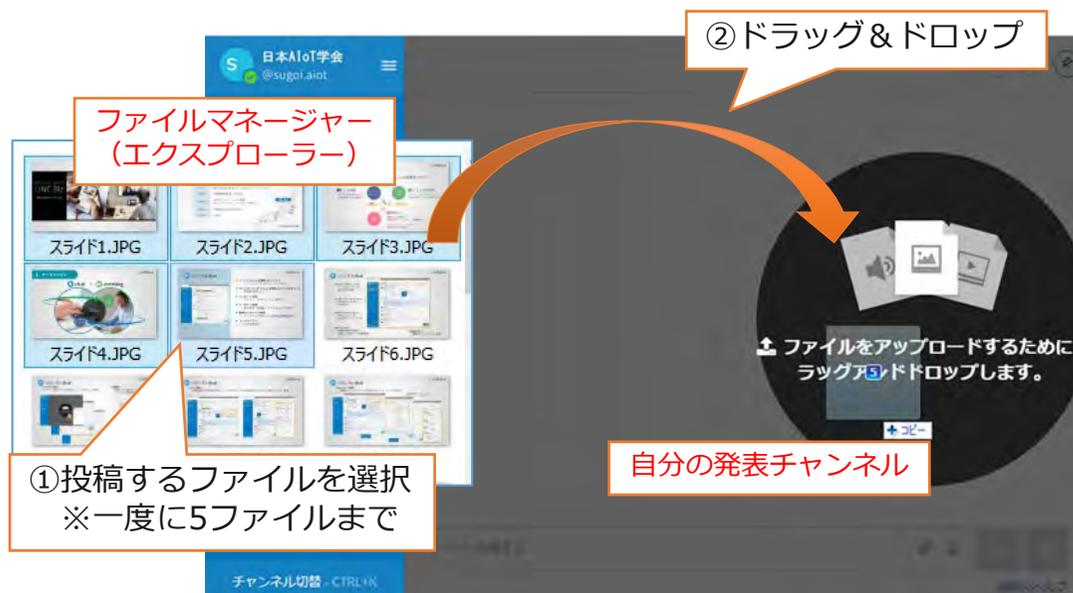 ②ドラッグ＆ドロップ
S
日本AIoT学会
@sugoi.aiot
ファイルマネージャー
（エクスプローラー）
スライド1.JPG
スライド2.JPG
スライド3.JPG
スライド4.JPG
スライド5.JPG
スライド6.JPG
ファイルをアップロードするために
ラッグアンドドロップします。
5
コピー
自分の発表チャンネル
①投稿するファイルを選択
※一度に5ファイルまで
チャンネル切替 - CTRL+K